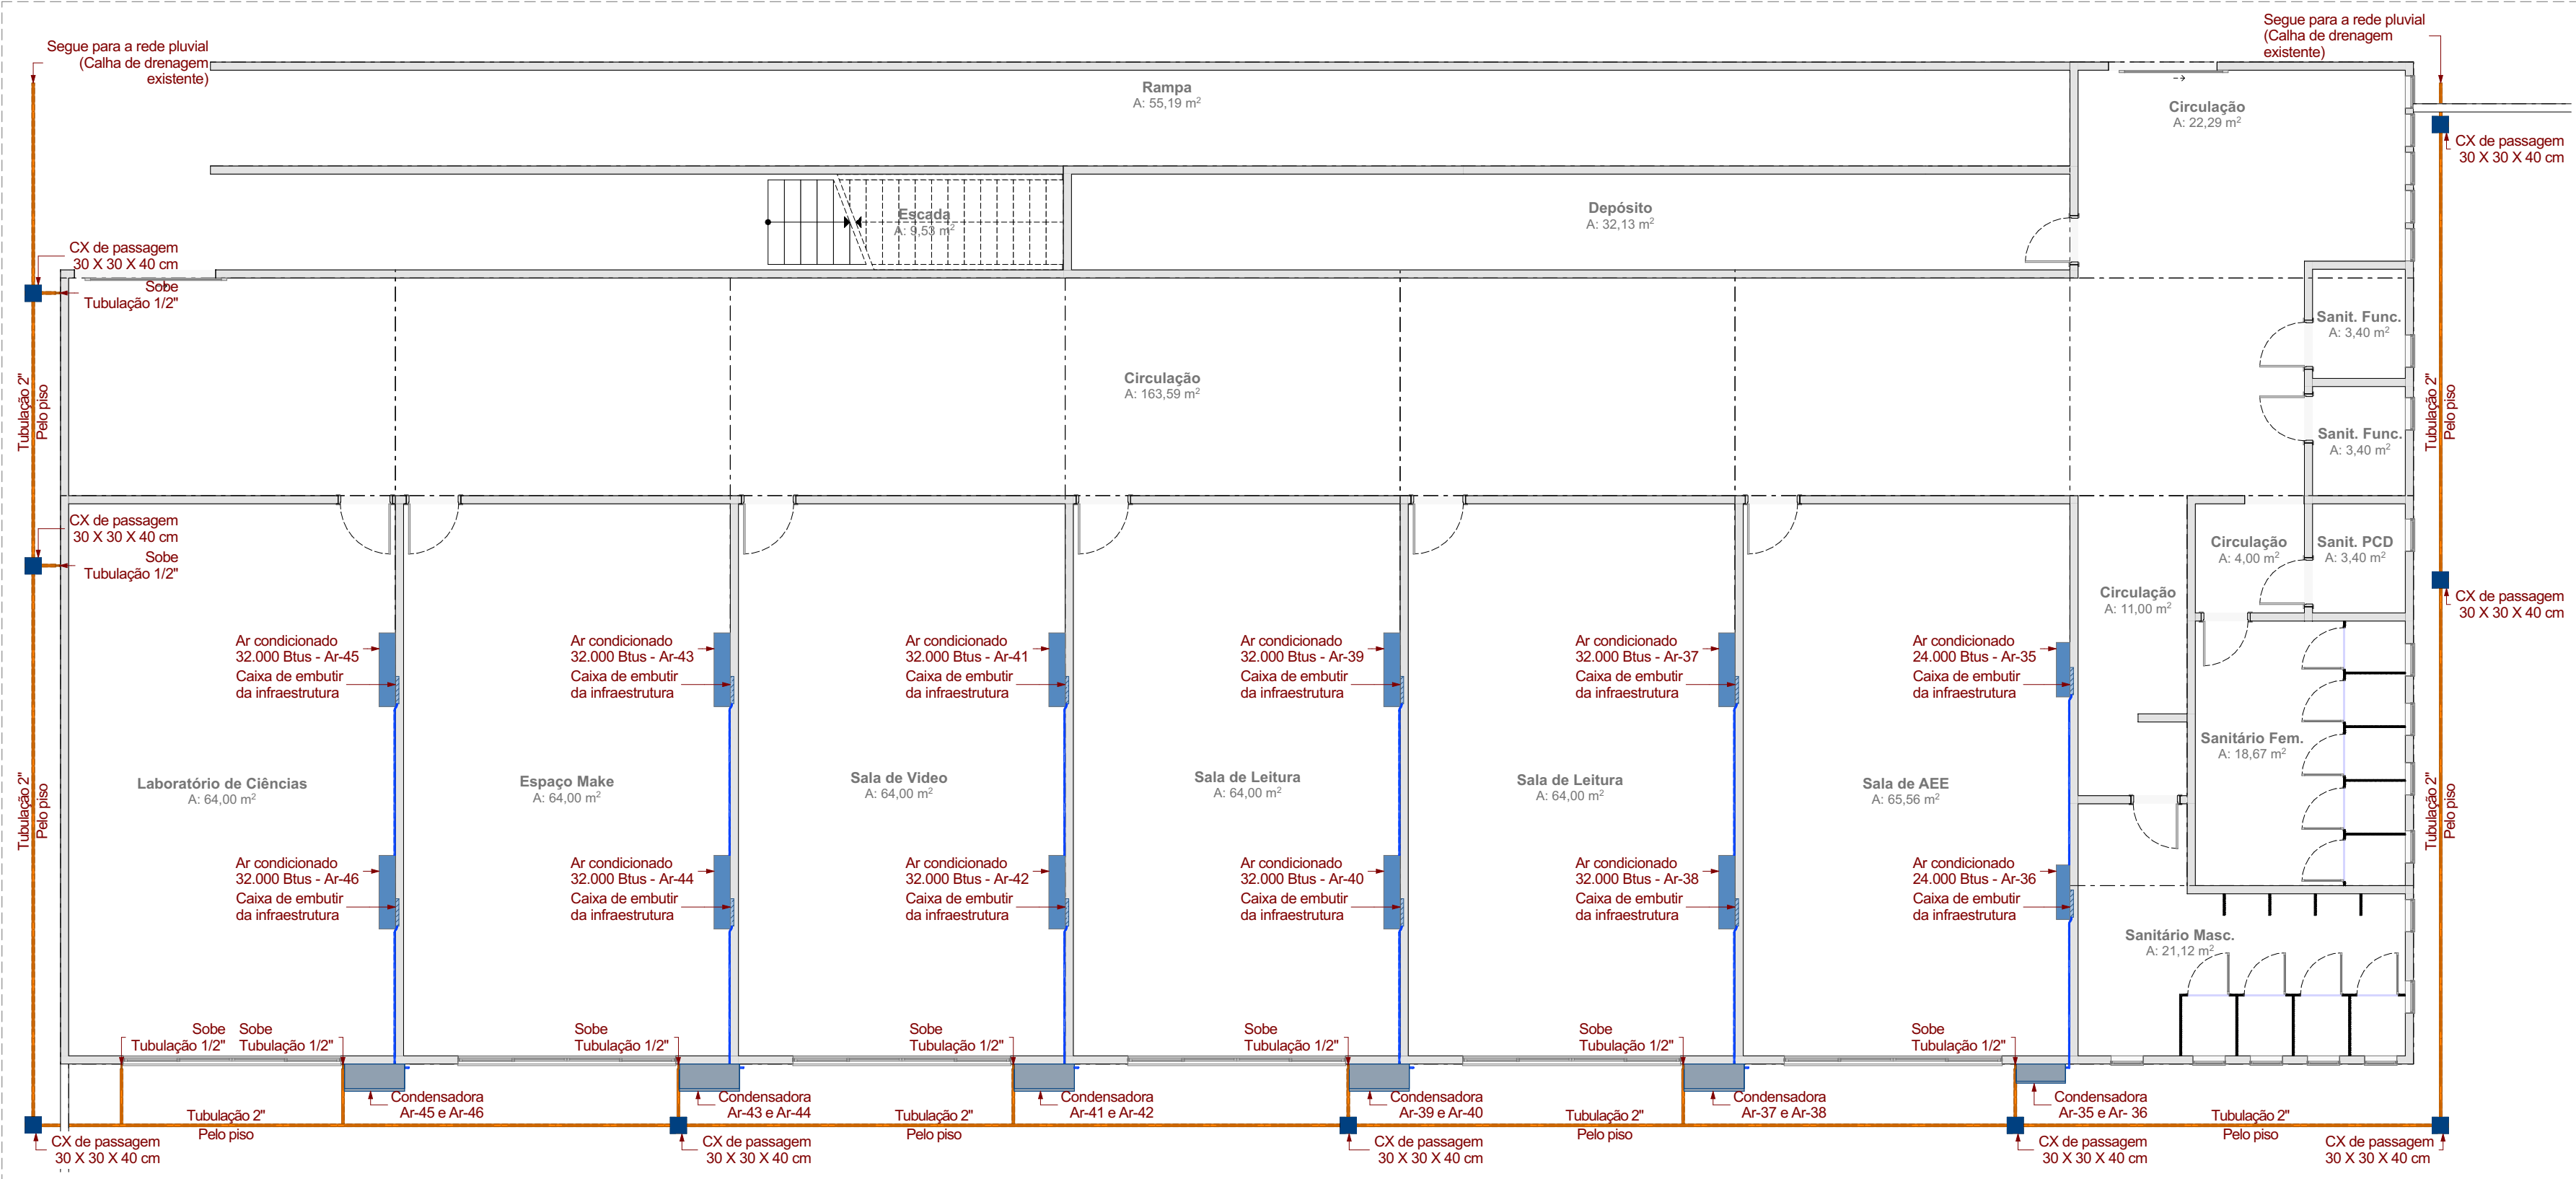 Segue para a rede pluvial
(Calha de drenagem
existente)
Segue para a rede pluvial
(Calha de drenagem
existente)
Rampa
A: 55,19 m²
Circulação
A: 22,29 m²
CX de passagem
30 X 30 X 40 cm
Escada
A: 9,53 m²
Depósito
A: 32,13 m²
CX de passagem
30 X 30 X 40 cm
Sobe
Tubulação 1/2"
Sanit. Func.
A: 3,40 m²
Circulação
A: 163,59 m²
Tubulação 2"
Pelo piso
Tubulação 2"
Pelo piso
Sanit. Func.
A: 3,40 m²
CX de passagem
30 X 30 X 40 cm
Sobe
Tubulação 1/2"
Circulação
A: 4,00 m²
Sanit. PCD
A: 3,40 m²
Circulação
A: 11,00 m²
CX de passagem
30 X 30 X 40 cm
Ar condicionado
32.000 Btus - Ar-45
Caixa de embutir
da infraestrutura
Ar condicionado
32.000 Btus - Ar-43
Caixa de embutir
da infraestrutura
Ar condicionado
32.000 Btus - Ar-41
Caixa de embutir
da infraestrutura
Ar condicionado
32.000 Btus - Ar-39
Caixa de embutir
da infraestrutura
Ar condicionado
32.000 Btus - Ar-37
Caixa de embutir
da infraestrutura
Ar condicionado
24.000 Btus - Ar-35
Caixa de embutir
da infraestrutura
Sanitário Fem.
A: 18,67 m²
Laboratório de Ciências
A: 64,00 m²
Espaço Make
A: 64,00 m²
Sala de Video
A: 64,00 m²
Sala de Leitura
A: 64,00 m²
Sala de Leitura
A: 64,00 m²
Sala de AEE
A: 65,56 m²
Tubulação 2"
Pelo piso
Tubulação 2"
Pelo piso
Ar condicionado
32.000 Btus - Ar-46
Caixa de embutir
da infraestrutura
Ar condicionado
32.000 Btus - Ar-44
Caixa de embutir
da infraestrutura
Ar condicionado
32.000 Btus - Ar-42
Caixa de embutir
da infraestrutura
Ar condicionado
32.000 Btus - Ar-40
Caixa de embutir
da infraestrutura
Ar condicionado
32.000 Btus - Ar-38
Caixa de embutir
da infraestrutura
Ar condicionado
24.000 Btus - Ar-36
Caixa de embutir
da infraestrutura
Sanitário Masc.
A: 21,12 m²
Sobe
Tubulação 1/2"
Sobe
Tubulação 1/2"
Sobe
Tubulação 1/2"
Sobe
Tubulação 1/2"
Sobe
Tubulação 1/2"
Sobe
Tubulação 1/2"
Sobe
Tubulação 1/2"
Condensadora
Ar-45 e Ar-46
Condensadora
Ar-43 e Ar-44
Condensadora
Ar-41 e Ar-42
Condensadora
Ar-39 e Ar-40
Condensadora
Ar-37 e Ar-38
Condensadora
Ar-35 e Ar- 36
Tubulação 2"
Pelo piso
Tubulação 2"
Pelo piso
Tubulação 2"
Pelo piso
Tubulação 2"
Pelo piso
CX de passagem
30 X 30 X 40 cm
CX de passagem
30 X 30 X 40 cm
CX de passagem
30 X 30 X 40 cm
CX de passagem
30 X 30 X 40 cm
CX de passagem
30 X 30 X 40 cm